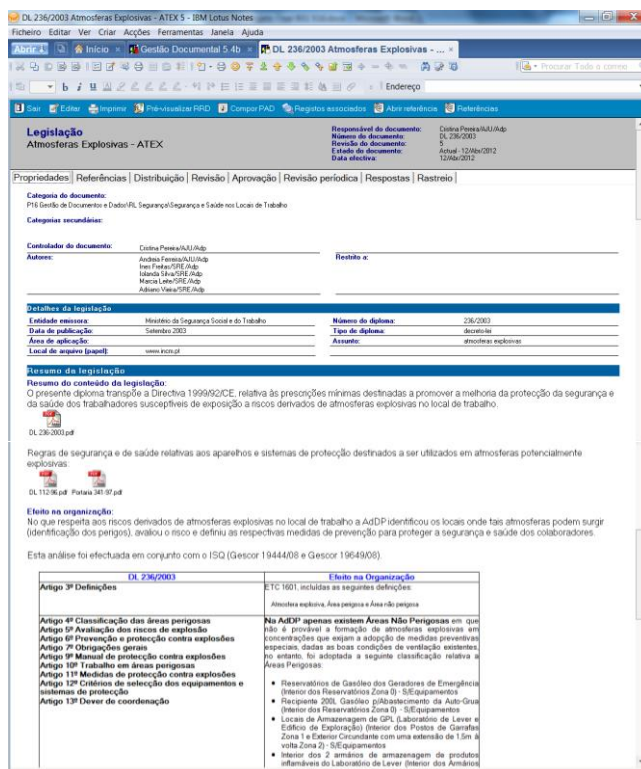 DL 236/2003 Atmosferas Explosivas - ATEX 5 - IBM Lotus Notes
Ficheiro Editar Ver Criar Acções Ferramentas Janela Ajuda
Abrir Início × Gestão Documental 5.4b × DL 236/2003 Atmosferas Explosivas - ... ×
Procurar Todo o correio
b i u Endereço
Sair Editar Imprimir Pré-visualizar RRD Compor PAD Registos associados Abrir referência Referências
Legislação
Atmosferas Explosivas - ATEX
Responsável do documento: Cristina Pereira/AJU/Adp
Número do documento: DL 236/2003
Revisão do documento: 5
Estado do documento: Actual - 12/Abr/2012
Data efectiva: 12/Abr/2012
Propriedades | Referências | Distribuição | Revisão | Aprovação | Revisão periódica | Respostas | Rastreio |
Categoria do documento:
P16 Gestão de Documentos e Dados\RL Segurança\Segurança e Saúde nos Locais de Trabalho
Categorias secundárias:
Controlador do documento: Cristina Pereira/AJU/Adp
Autores: Andreia Ferreira/AJU/Adp Restrito a:
Ines Freitas/SRE/Adp
Iolanda Silva/SRE/Adp
Marcia Leite/SRE/Adp
Adriano Vieira/SRE/Adp
Detalhes da legislação
Entidade emissora: Ministério da Segurança Social e do Trabalho Número do diploma: 236/2003
Data de publicação: Setembro 2003 Tipo de diploma: decreto-lei
Área de aplicação: Assunto: atmosferas explosivas
Local de arquivo (papel): www.incm.pt
Resumo da legislação
Resumo do conteúdo da legislação:
O presente diploma transpõe a Directiva 1999/92/CE, relativa às prescrições mínimas destinadas a promover a melhoria da protecção da segurança e
da saúde dos trabalhadores susceptíveis de exposição a riscos derivados de atmosferas explosivas no local de trabalho.
DL 236-2003.pdf
Regras de segurança e de saúde relativas aos aparelhos e sistemas de protecção destinados a ser utilizados em atmosferas potencialmente
explosivas:
DL 112-96.pdf Portaria 341-97.pdf
Efeito na organização:
No que respeita aos riscos derivados de atmosferas explosivas no local de trabalho a AdDP identificou os locais onde tais atmosferas podem surgir
(identificação dos perigos), avaliou o risco e definiu as respectivas medidas de prevenção para proteger a segurança e saúde dos colaboradores.
Esta análise foi efectuada em conjunto com o ISQ (Gescor 19444/08 e Gescor 19649/08).
DL 236/2003 Efeito na Organização
Artigo 3º Definições
ETC 1601, incluídas as seguintes definições:
Atmosfera explosiva, Área perigosa e Área não perigosa
Artigo 4º Classificação das áreas perigosas
Artigo 5º Avaliação dos riscos de explosão
Artigo 6º Prevenção e protecção contra explosões
Artigo 7º Obrigações gerais
Artigo 9º Manual de protecção contra explosões
Artigo 10º Trabalho em áreas perigosas
Artigo 11º Medidas de protecção contra explosões
Artigo 12º Critérios de selecção dos equipamentos e
sistemas de protecção
Artigo 13º Dever de coordenação
Na AdDP apenas existem Áreas Não Perigosas em que
não é provável a formação de atmosferas explosivas em
concentrações que exijam a adopção de medidas preventivas
especiais, dadas as boas condições de ventilação existentes,
no entanto, foi adoptada a seguinte classificação relativa a
Áreas Perigosas:
• Reservatórios de Gasóleo dos Geradores de Emergência
(Interior dos Reservatórios Zona 0) - S/Equipamentos
• Recipiente 200L Gasóleo p/Abastecimento da Auto-Grua
(Interior dos Reservatórios Zona 0) - S/Equipamentos
• Locais de Armazenagem de GPL (Laboratório de Lever e
Edifício de Exploração) (Interior dos Postos de Garrafas
Zona 1 e Exterior Circundante com uma extensão de 1,5m à
volta Zona 2) - S/Equipamentos
• Interior dos 2 armários de armazenagem de produtos
inflamáveis do Laboratório de Lever (Interior dos Armários